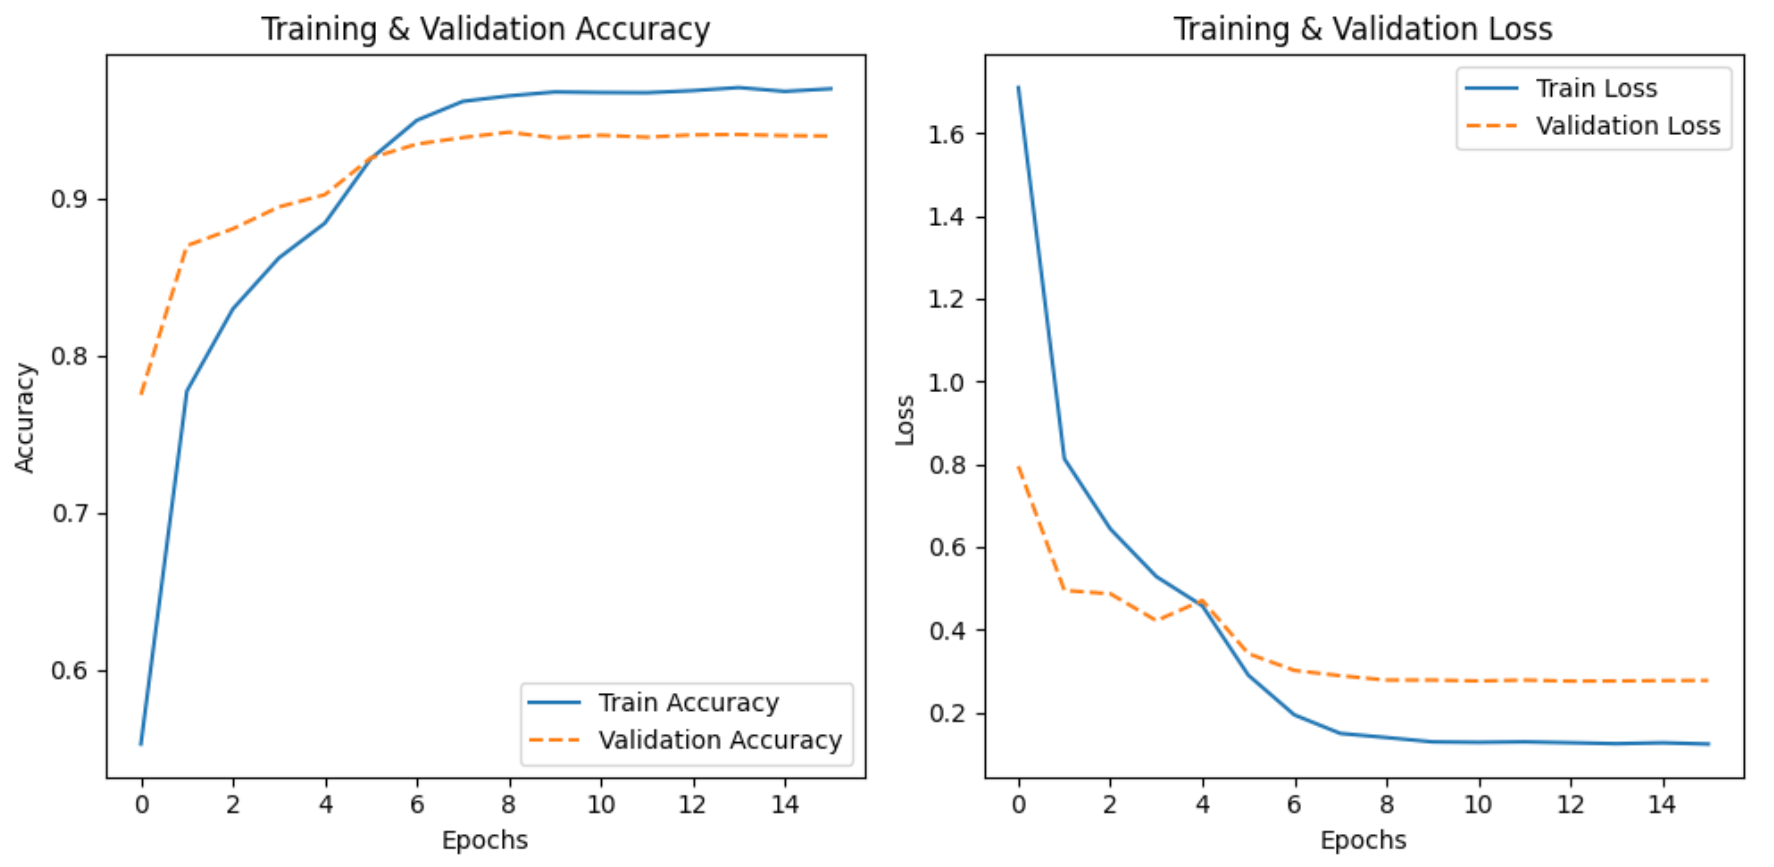 Training & Validation Accuracy
Accuracy
0.9
0.8
0.7
0.6
Train Accuracy
Validation Accuracy
0 2 4 6 8 10 12 14
Epochs
Training & Validation Loss
Loss
1.6
1.4
1.2
1.0
0.8
0.6
0.4
0.2
Train Loss
Validation Loss
0 2 4 6 8 10 12 14
Epochs